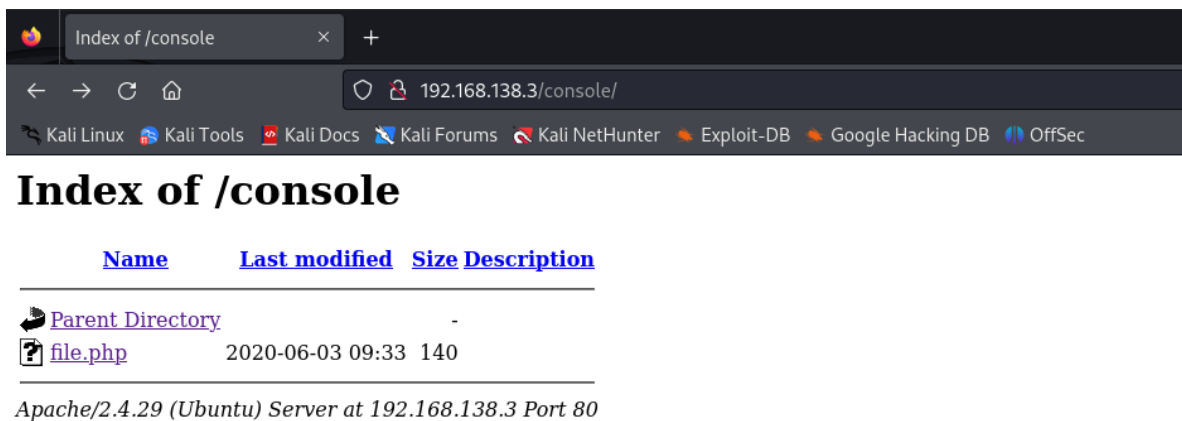 Index of /console
192.168.138.3/console/
Kali Linux Kali Tools Kali Docs Kali Forums Kali NetHunter Exploit-DB Google Hacking DB OffSec
Index of /console
Name Last modified Size Description
Parent Directory -
file.php 2020-06-03 09:33 140
Apache/2.4.29 (Ubuntu) Server at 192.168.138.3 Port 80